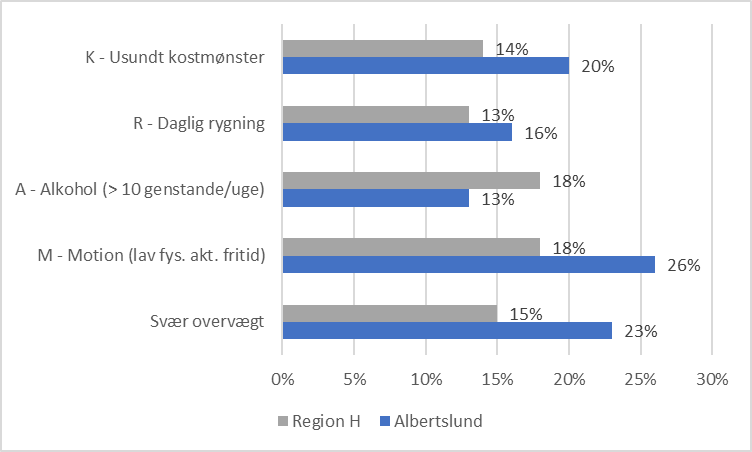 K - Usundt kostmønster
14%
20%
R - Daglig rygning
13%
16%
A - Alkohol (> 10 genstande/uge)
18%
13%
M - Motion (lav fys. akt. fritid)
18%
26%
Svær overvægt
15%
23%
0% 5% 10% 15% 20% 25% 30%
Region H Albertslund